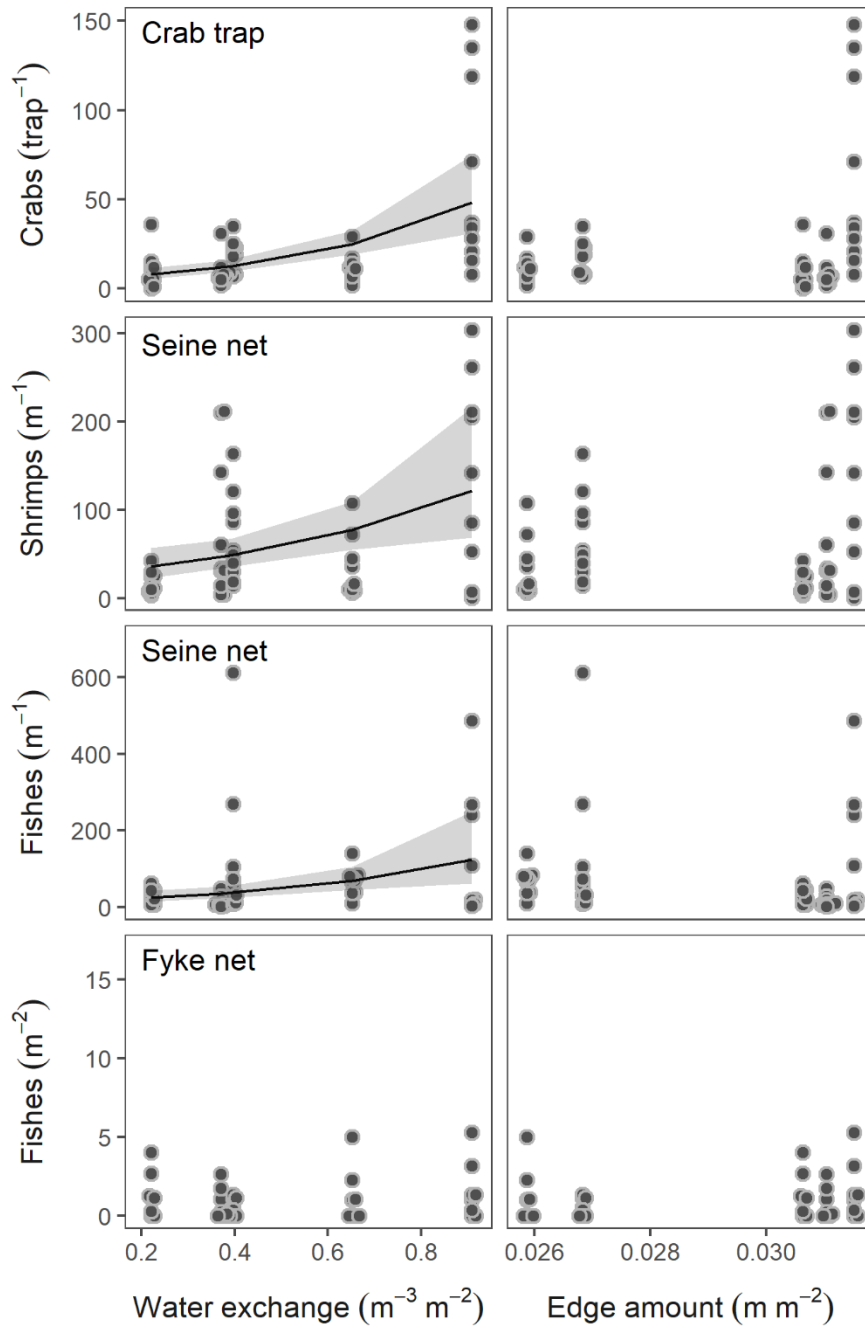 Crab trap
Crabs (trap⁻¹)
150
100
50
0
Seine net
Shrimps (m⁻¹)
300
200
100
0
Seine net
Fishes (m⁻¹)
600
400
200
0
Fyke net
Fishes (m⁻²)
15
10
5
0
0.2 0.4 0.6 0.8 0.026 0.028 0.030
Water exchange (m⁻³ m⁻²) Edge amount (m m⁻²)